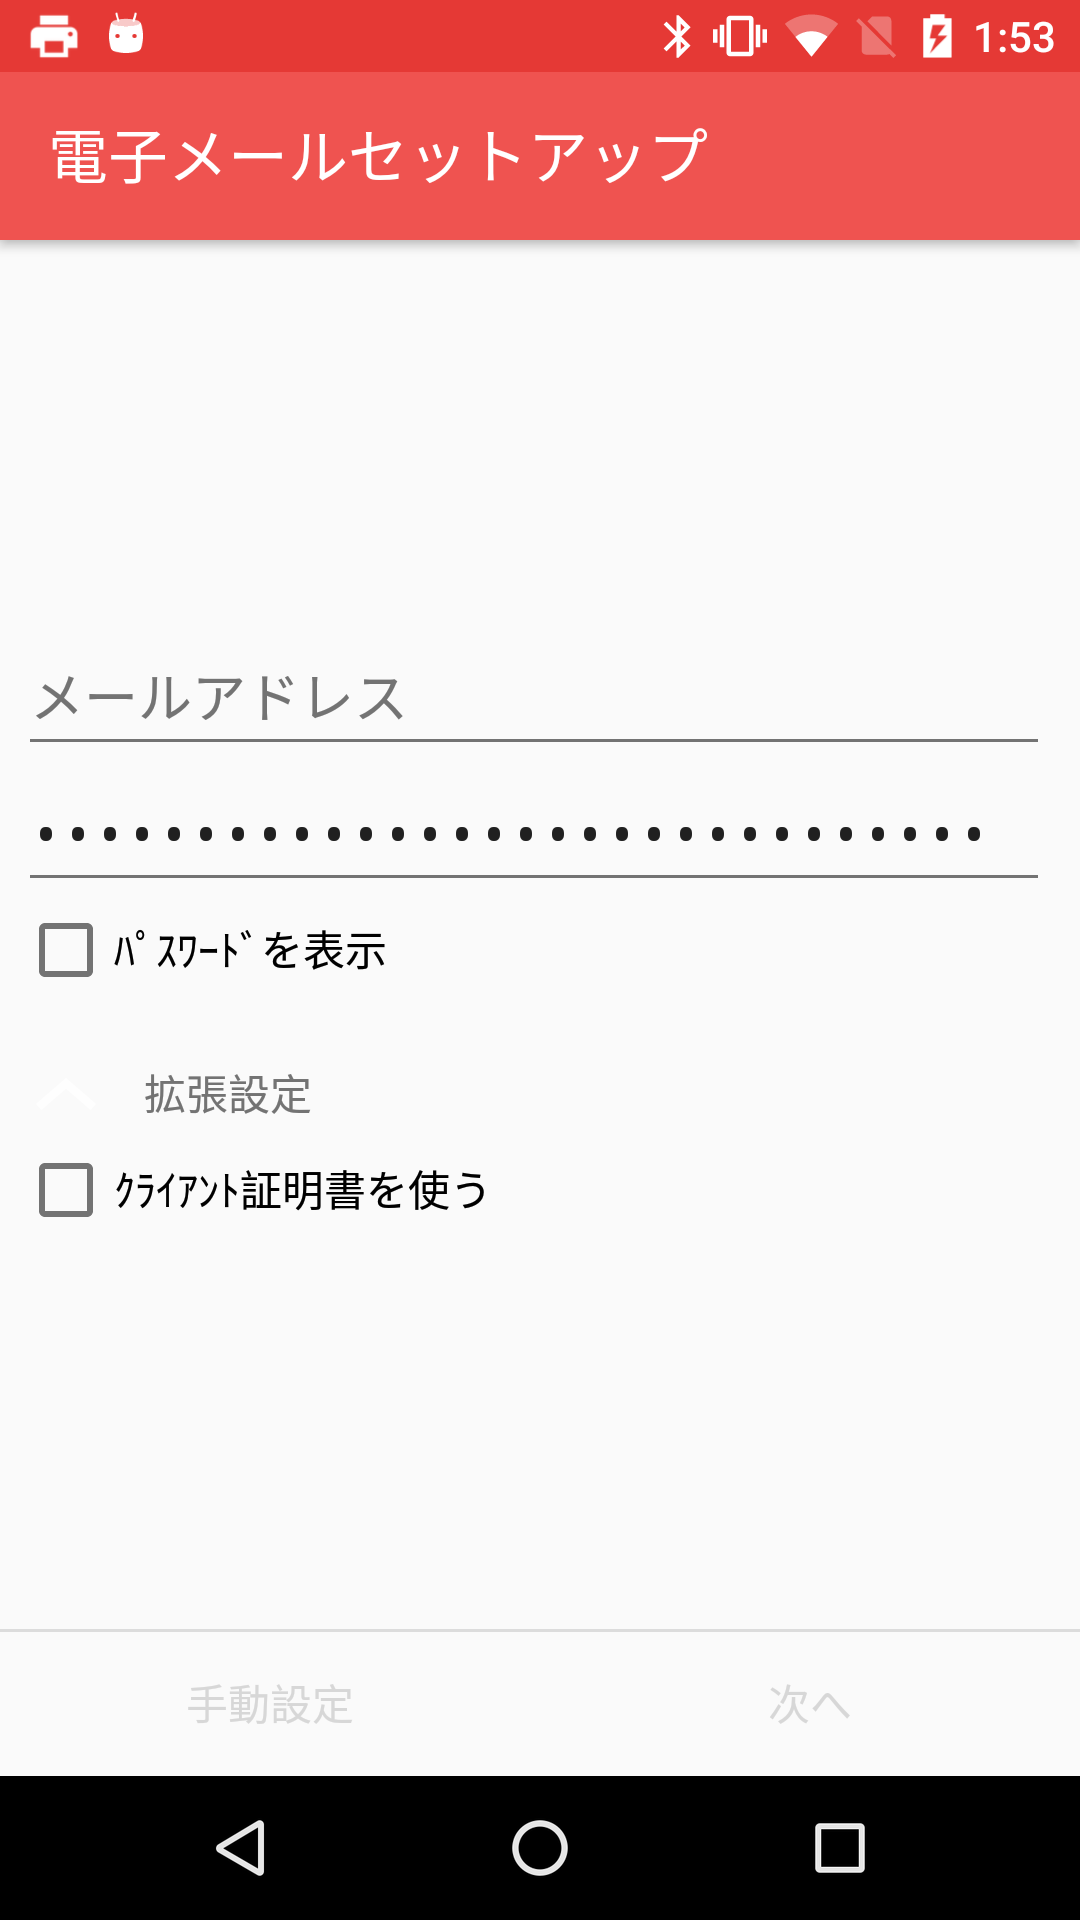 1:53
電子メールセットアップ
メールアドレス
••••••••••••••••••••••••••••••
ﾊﾟｽﾜｰﾄﾞを表示
拡張設定
ｸﾗｲｱﾝﾄ証明書を使う
手動設定
次へ